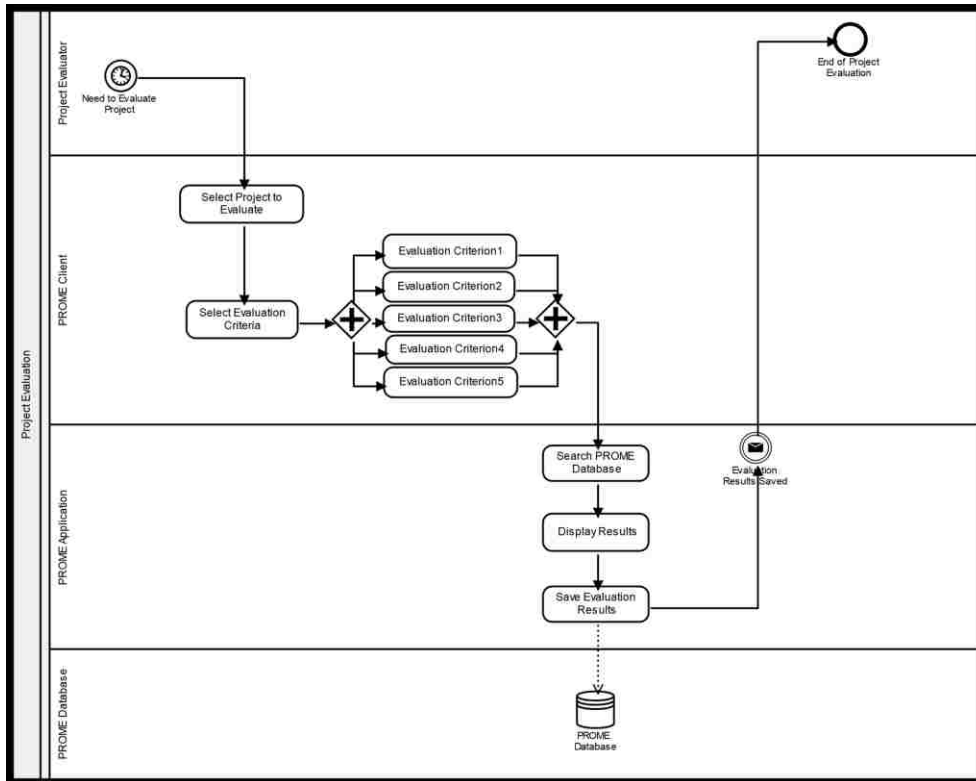 Project Evaluation
Project Evaluator
Need to Evaluate
Project
End of Project
Evaluation
PROME Client
Select Project to
Evaluate
Select Evaluation
Criteria
Evaluation Criterion1
Evaluation Criterion2
Evaluation Criterion3
Evaluation Criterion4
Evaluation Criterion5
PROME Application
Search PROME
Database
Display Results
Save Evaluation
Results
Evaluation
Results Saved
PROME Database
PROME
Database